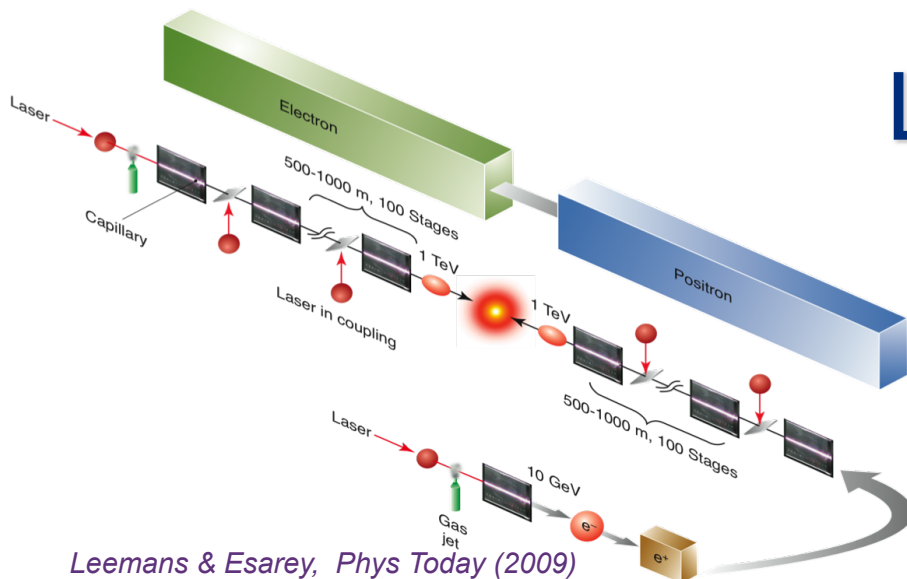 L
Electron
Laser
500-1000 m, 100 Stages
Capillary
1 TeV
Positron
Laser in coupling
1 TeV
500-1000 m, 100 Stages
Laser
10 GeV
Gas
jet
e⁻
e⁺
Leemans & Esarey, Phys Today (2009)